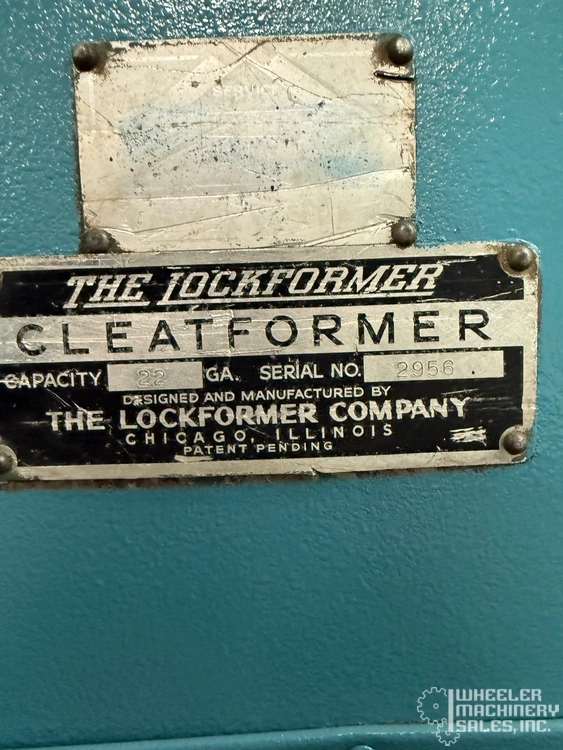 SERVICE
THE LOCKFORMER
CLEATFORMER
CAPACITY 22 GA. SERIAL NO. 2956
DESIGNED AND MANUFACTURED BY
THE LOCKFORMER COMPANY
CHICAGO, ILLINOIS
PATENT PENDING
WHEELER
MACHINERY
SALES, INC.